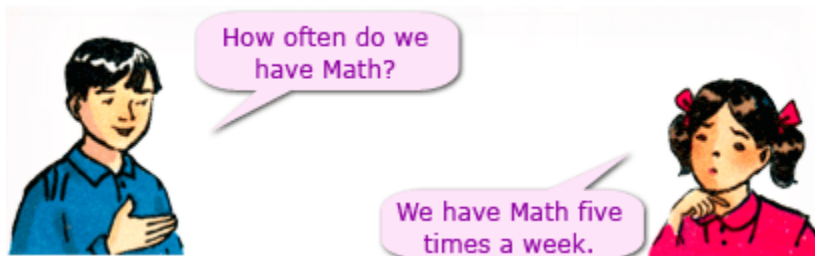 How often do we
have Math?
We have Math five
times a week.